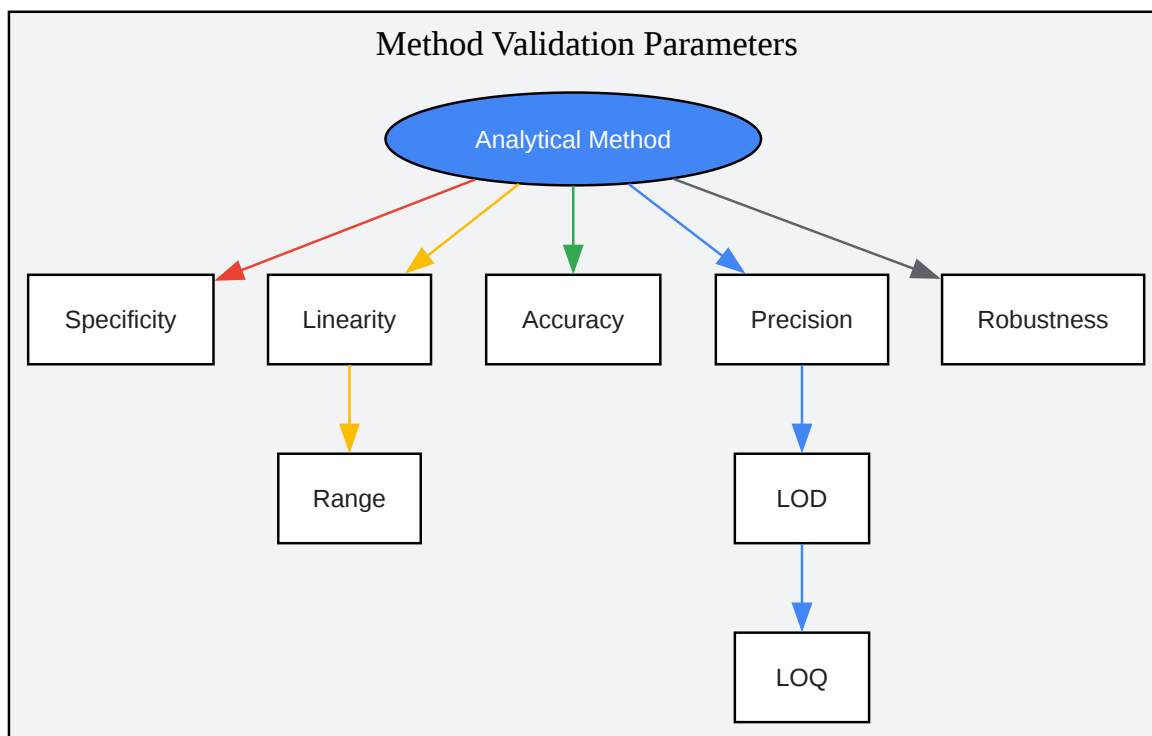 Method Validation Parameters
Analytical Method
Specificity
Linearity
Accuracy
Precision
Robustness
Range
LOD
LOQ